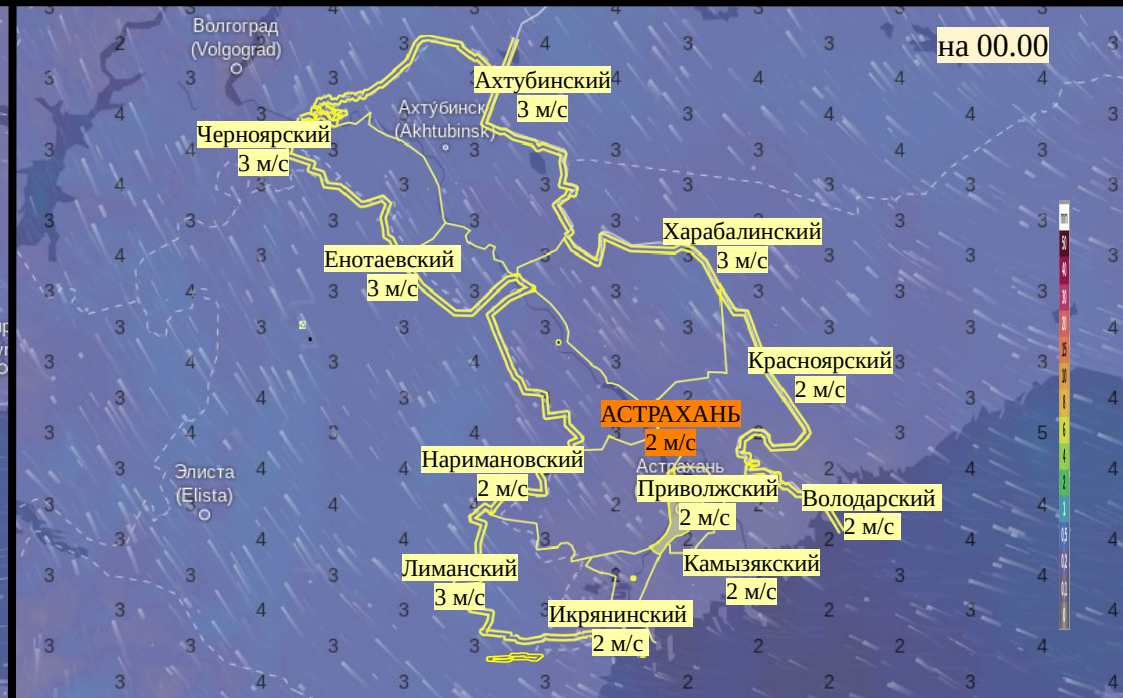 на 00.00
Волгоград
(Volgograd)
Ахтубинский
3 м/с
Ахтубинск
(Akhtubinsk)
Черноярский
3 м/с
Харабалинский
3 м/с
Енотаевский
3 м/с
Красноярский
2 м/с
АСТРАХАНЬ
2 м/с
Астрахань
Наримановский
2 м/с
Элиста
(Elista)
Приволжский
2 м/с
Володарский
2 м/с
Лиманский
3 м/с
Камызякский
2 м/с
Икрянинский
2 м/с